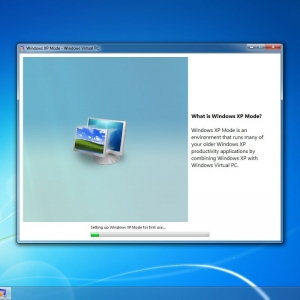 Windows XP Mode - Windows Virtual PC
What is Windows XP Mode?
Windows XP Mode is an
environment that runs many of
your older Windows XP
productivity applications by
combining Windows XP with
Windows Virtual PC.
Setting up Windows XP Mode for first use...